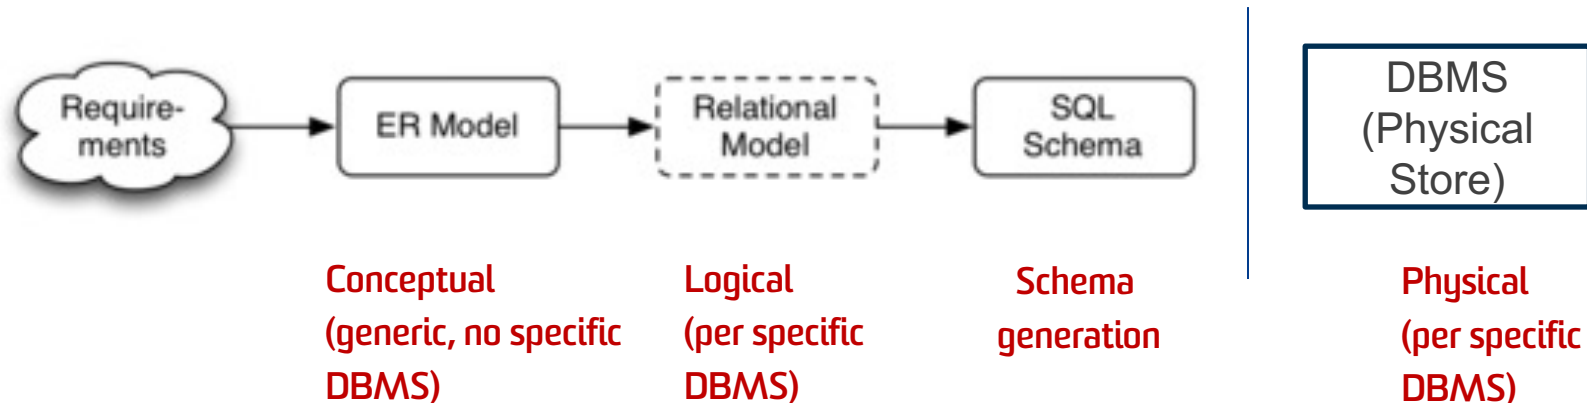 Require-
ments
ER Model
Relational
Model
SQL
Schema
DBMS
(Physical
Store)
Conceptual
(generic, no specific
DBMS)
Logical
(per specific
DBMS)
Schema
generation
Physical
(per specific
DBMS)